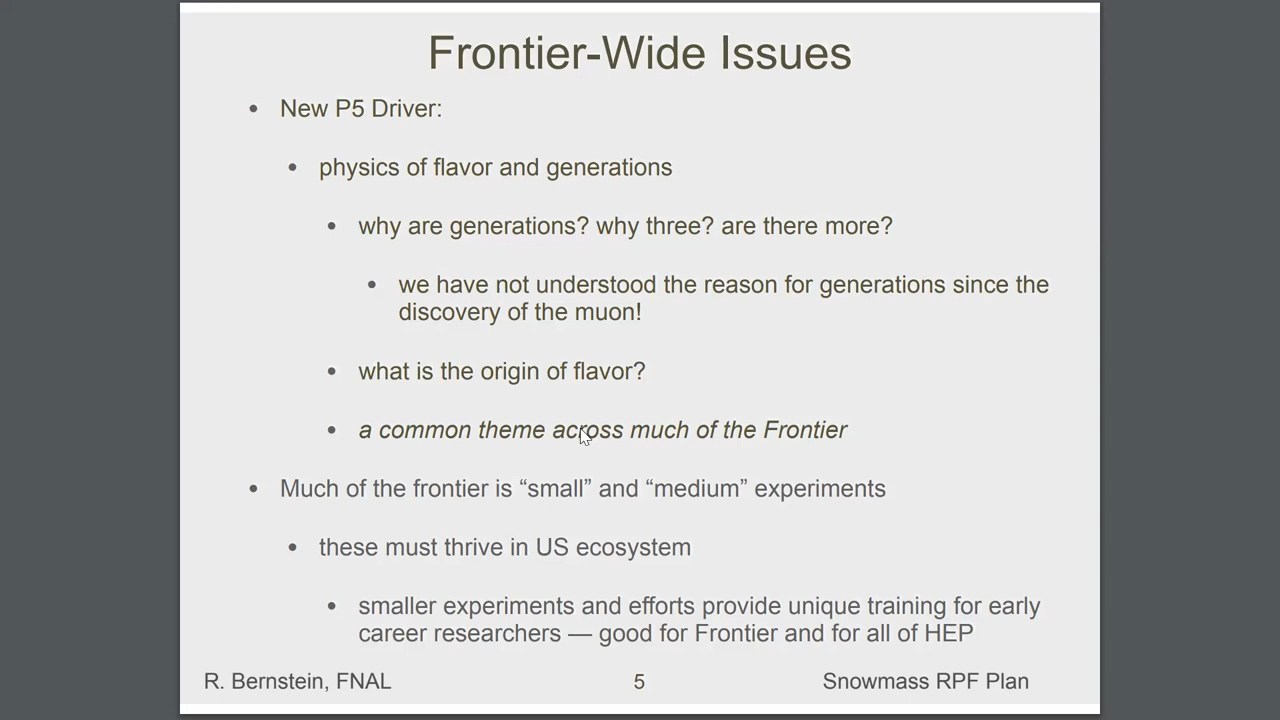 Frontier-Wide Issues
• New P5 Driver:
• physics of flavor and generations
• why are generations? why three? are there more?
• we have not understood the reason for generations since the
discovery of the muon!
• what is the origin of flavor?
• a common theme across much of the Frontier
• Much of the frontier is “small” and “medium” experiments
• these must thrive in US ecosystem
• smaller experiments and efforts provide unique training for early
career researchers — good for Frontier and for all of HEP
R. Bernstein, FNAL 5 Snowmass RPF Plan